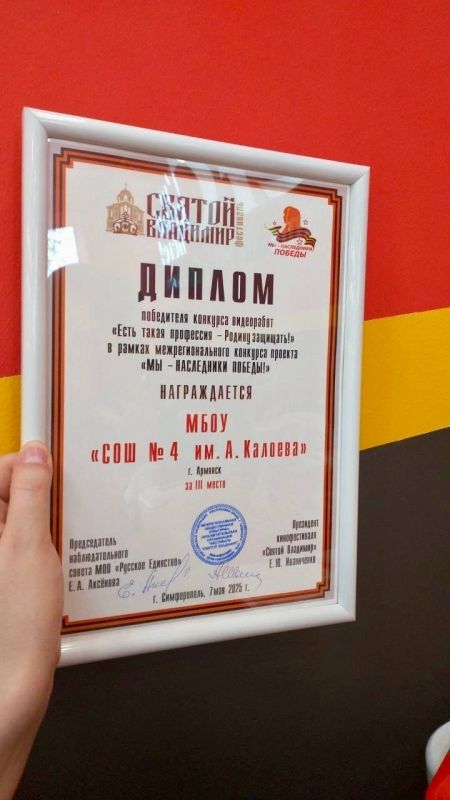 СВЯТОЙ
ВЛАДИМИР
фестиваль
МЫ - НАСЛЕДНИКИ
ПОБЕДЫ
ДИПЛОМ
победителя конкурса видеоработ
«Есть такая профессия - Родину защищать!»
в рамках межрегионального конкурса проекта
«МЫ - НАСЛЕДНИКИ ПОБЕДЫ!»
НАГРАЖДАЕТСЯ
МБОУ
«СОШ № 4 им. А. Калоева»
г. Армянск
за III место
Председатель
наблюдательного
совета МОО «Русское Единство»
Е. А. Аксёнова
Президент
кинофестиваля
«Святой Владимир»
Е. Ю. Назначенко
г. Симферополь, 7 мая 2025 г.